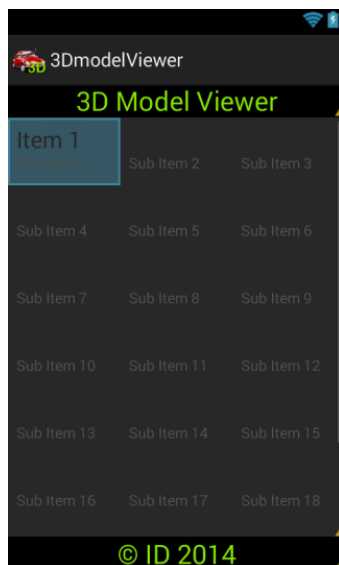 3DmodelViewer
3D Model Viewer
Item 1
Sub Item 1 Sub Item 2 Sub Item 3
Sub Item 4 Sub Item 5 Sub Item 6
Sub Item 7 Sub Item 8 Sub Item 9
Sub Item 10 Sub Item 11 Sub Item 12
Sub Item 13 Sub Item 14 Sub Item 15
Sub Item 16 Sub Item 17 Sub Item 18
© ID 2014